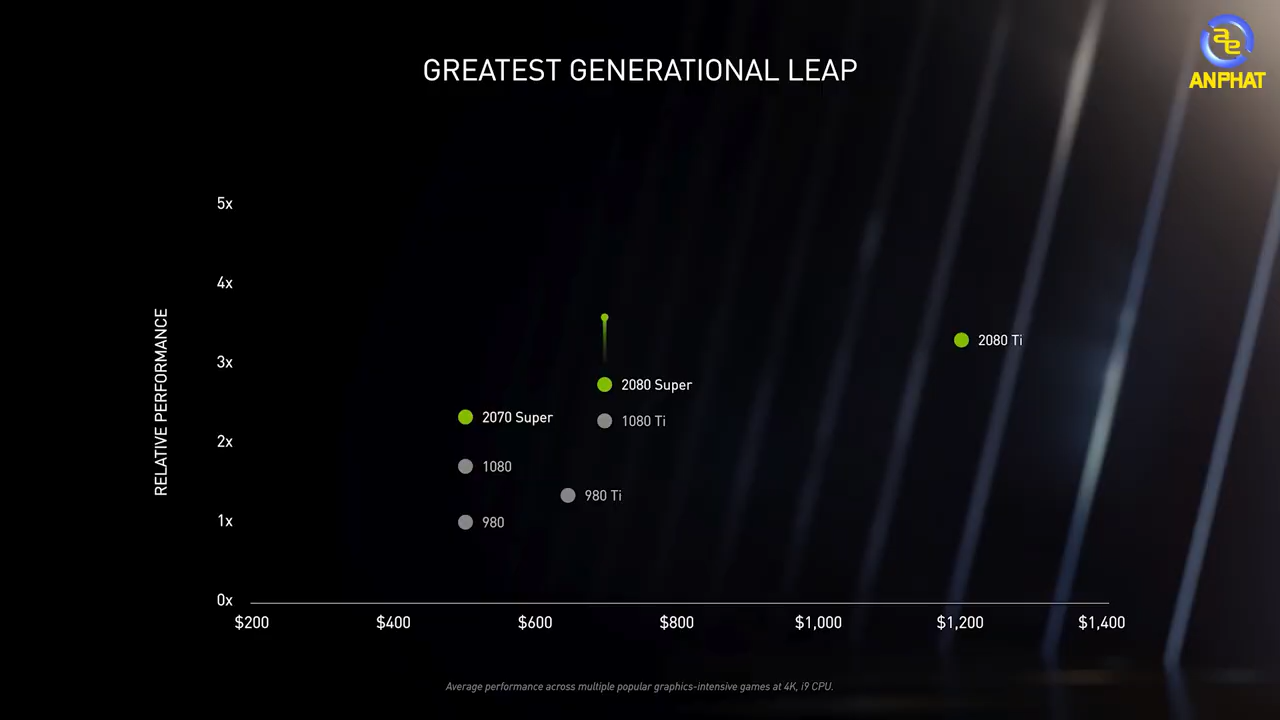 ae
ANPHAT
GREATEST GENERATIONAL LEAP
RELATIVE PERFORMANCE
5x
4x
3x
2x
1x
0x
2080 Ti
2080 Super
2070 Super
1080 Ti
1080
980 Ti
980
$200 $400 $600 $800 $1,000 $1,200 $1,400
Average performance across multiple popular graphics-intensive games at 4K, i9 CPU.